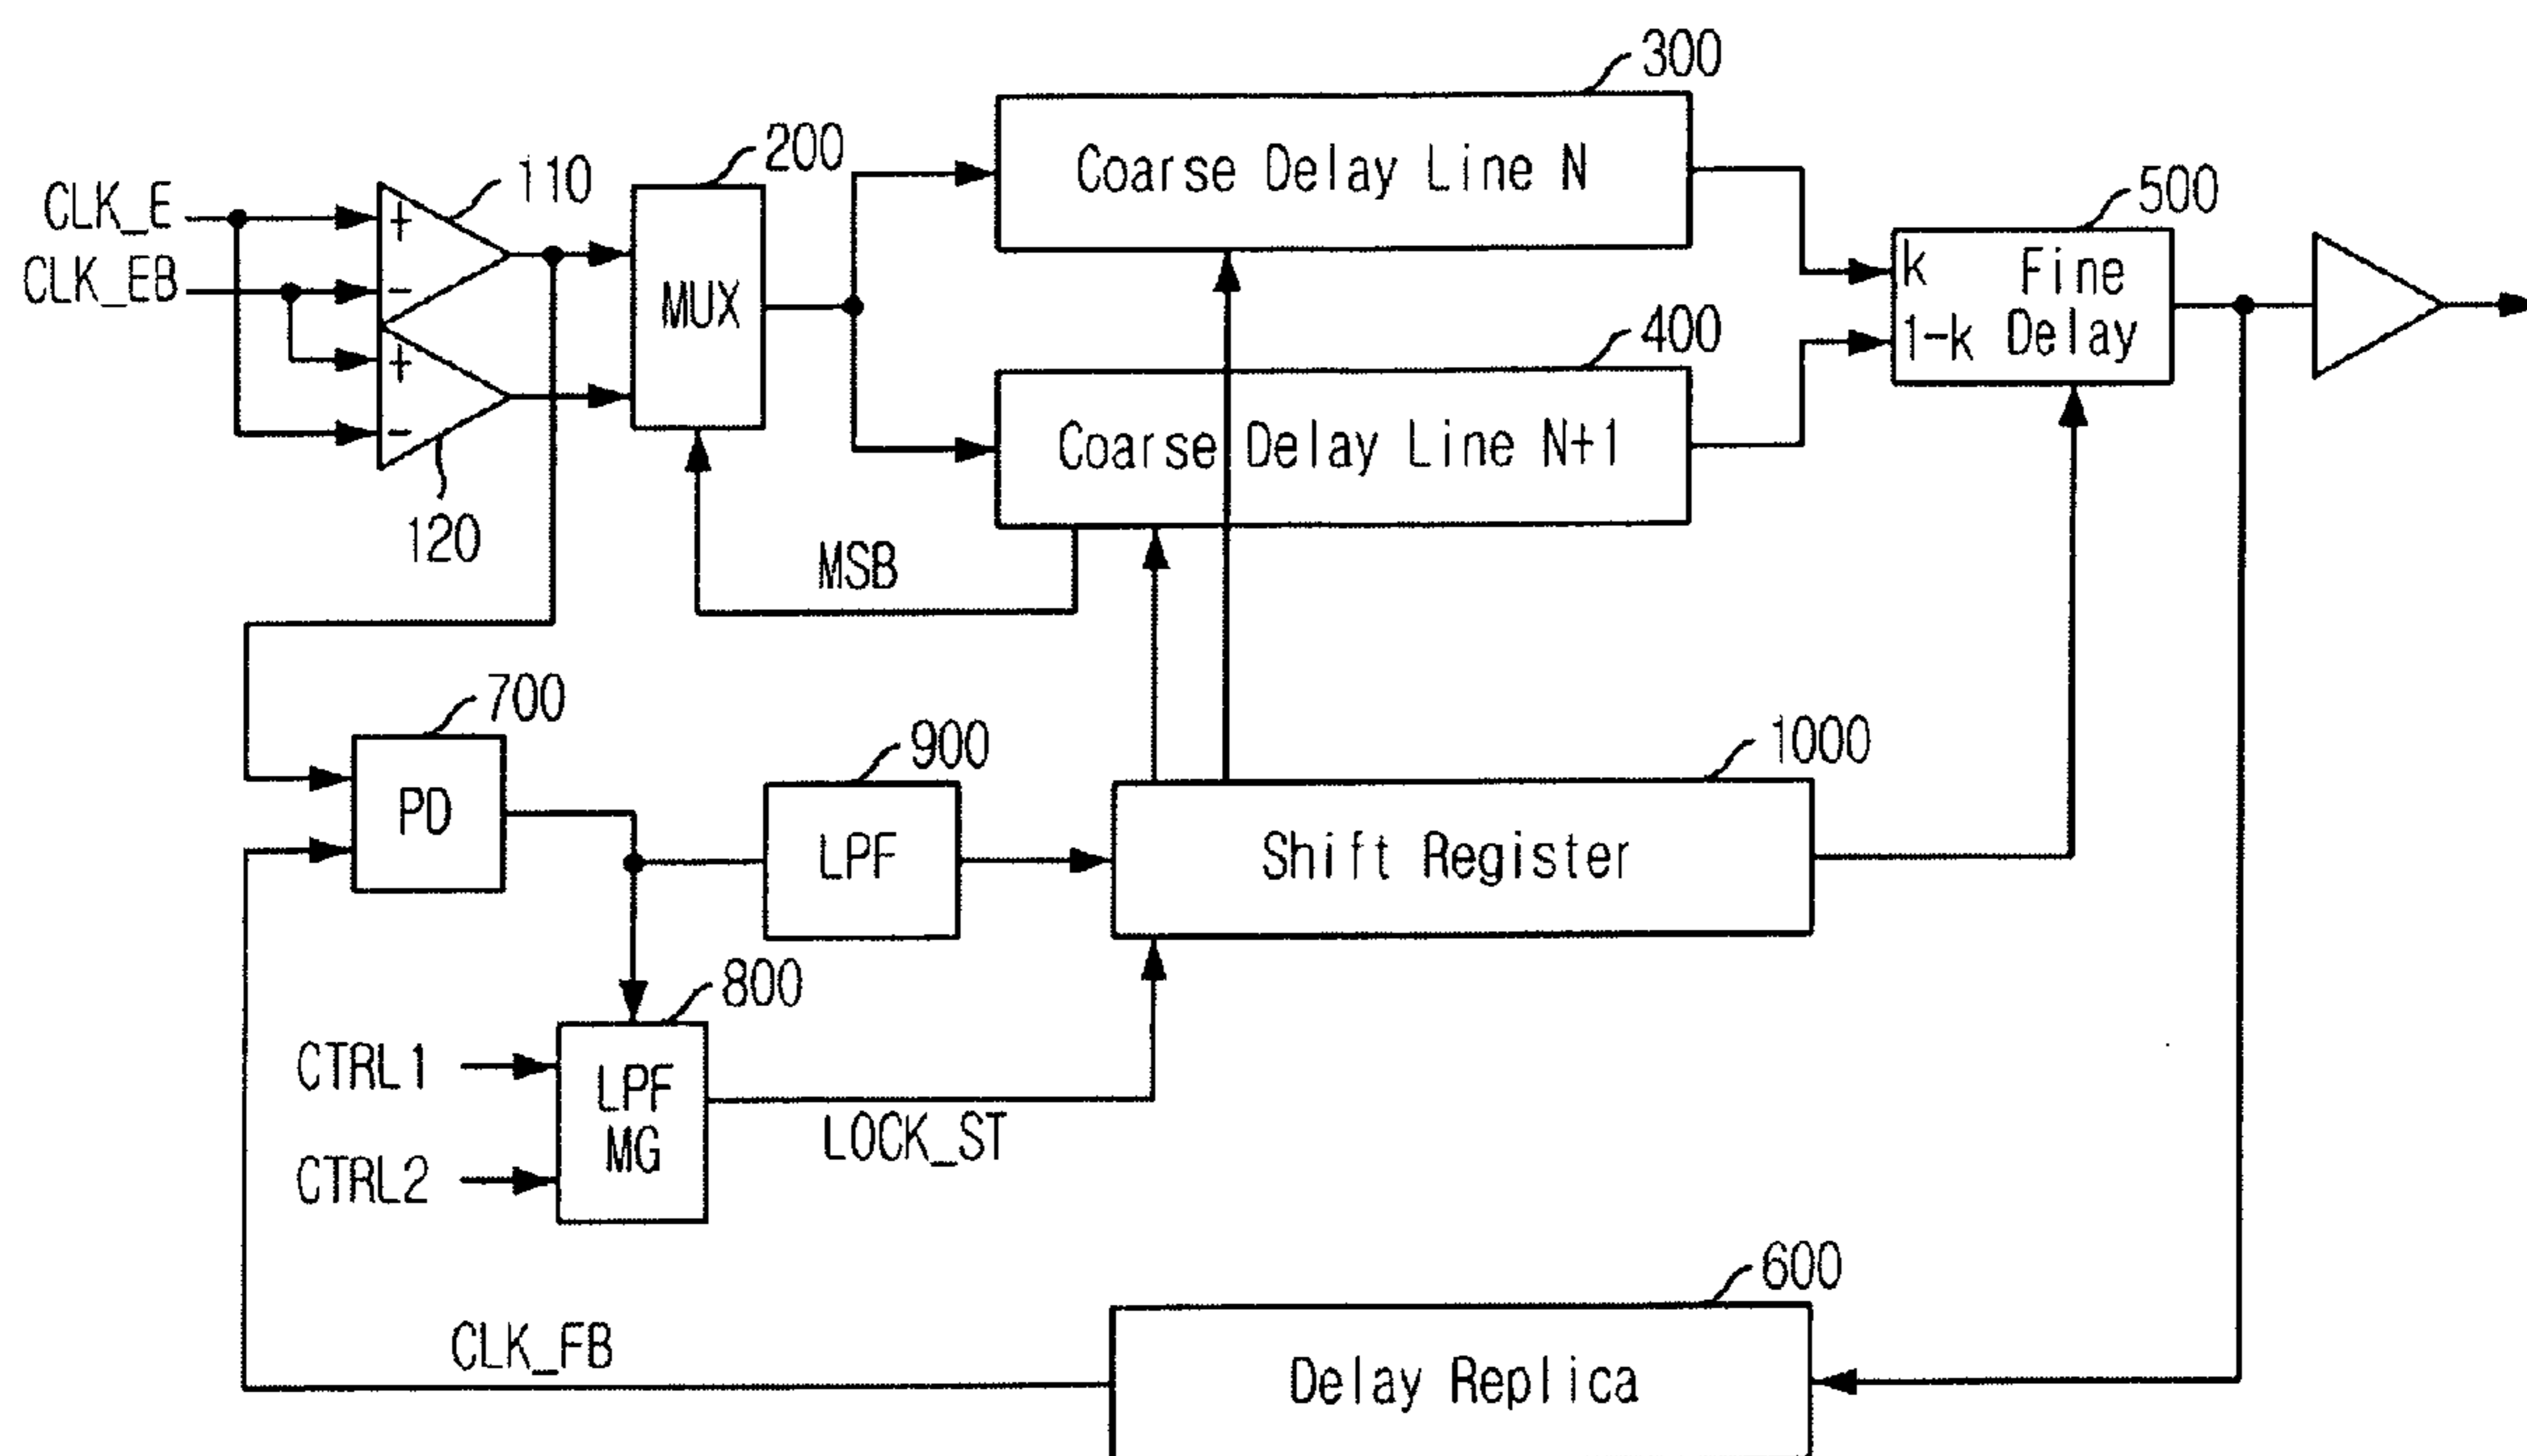 300
200
110
Coarse Delay Line N
CLK_E
500
+
CLK_EB
-
MUX
k
Fine
Delay
1-k
400
+
-
Coarse Delay Line N+1
120
MSB
700
900
1000
PD
LPF
Shift Register
800
CTRL1
LPF
MG
LOCK_ST
CTRL2
600
CLK_FB
Delay Replica